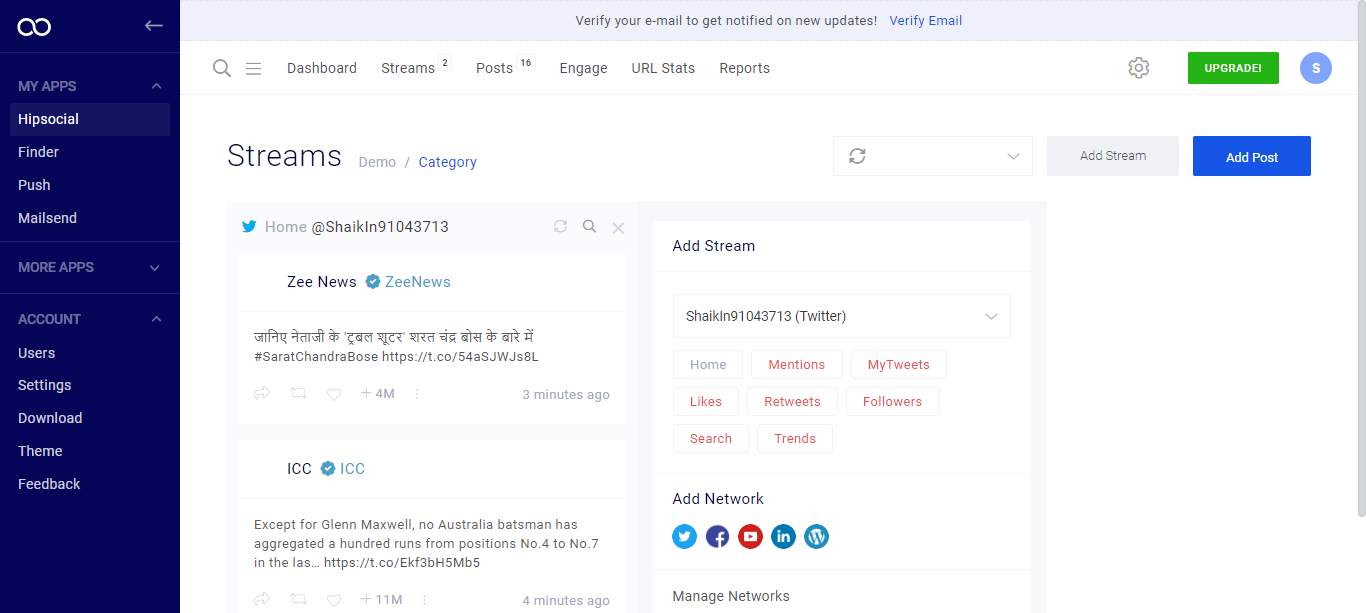 Verify your e-mail to get notified on new updates! Verify Email
MY APPS
Hipsocial
Finder
Push
Mailsend
MORE APPS
ACCOUNT
Users
Settings
Download
Theme
Feedback
Dashboard Streams 2 Posts 16 Engage URL Stats Reports UPGRADE! S
Streams Demo / Category Add Stream Add Post
Home @ShaikIn91043713
Zee News ZeeNews
जानिए नेताजी के 'ट्रबल शूटर' शरत चंद्र बोस के बारे में
#SaratChandraBose https://t.co/54aSJWJs8L
+ 4M 3 minutes ago
ICC ICC
Except for Glenn Maxwell, no Australia batsman has
aggregated a hundred runs from positions No.4 to No.7
in the las… https://t.co/Ekf3bH5Mb5
+ 11M 4 minutes ago
Add Stream
ShaikIn91043713 (Twitter)
Home Mentions MyTweets
Likes Retweets Followers
Search Trends
Add Network
Manage Networks